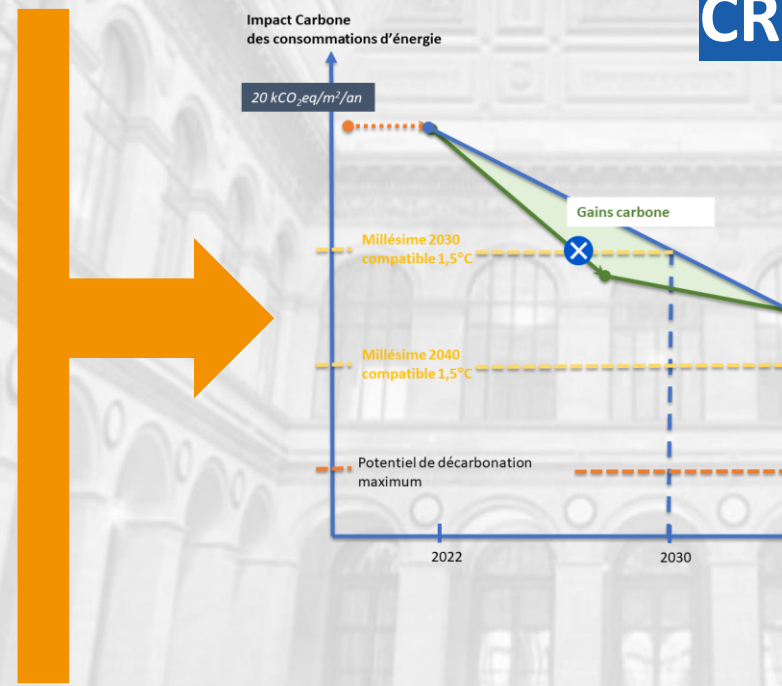 Impact Carbone
des consommations d'énergie
CR
20 kCO₂eq/m²/an
Gains carbone
Millésime 2030
compatible 1,5°C
Millésime 2040
compatible 1,5°C
Potentiel de décarbonation
maximum
2022
2030